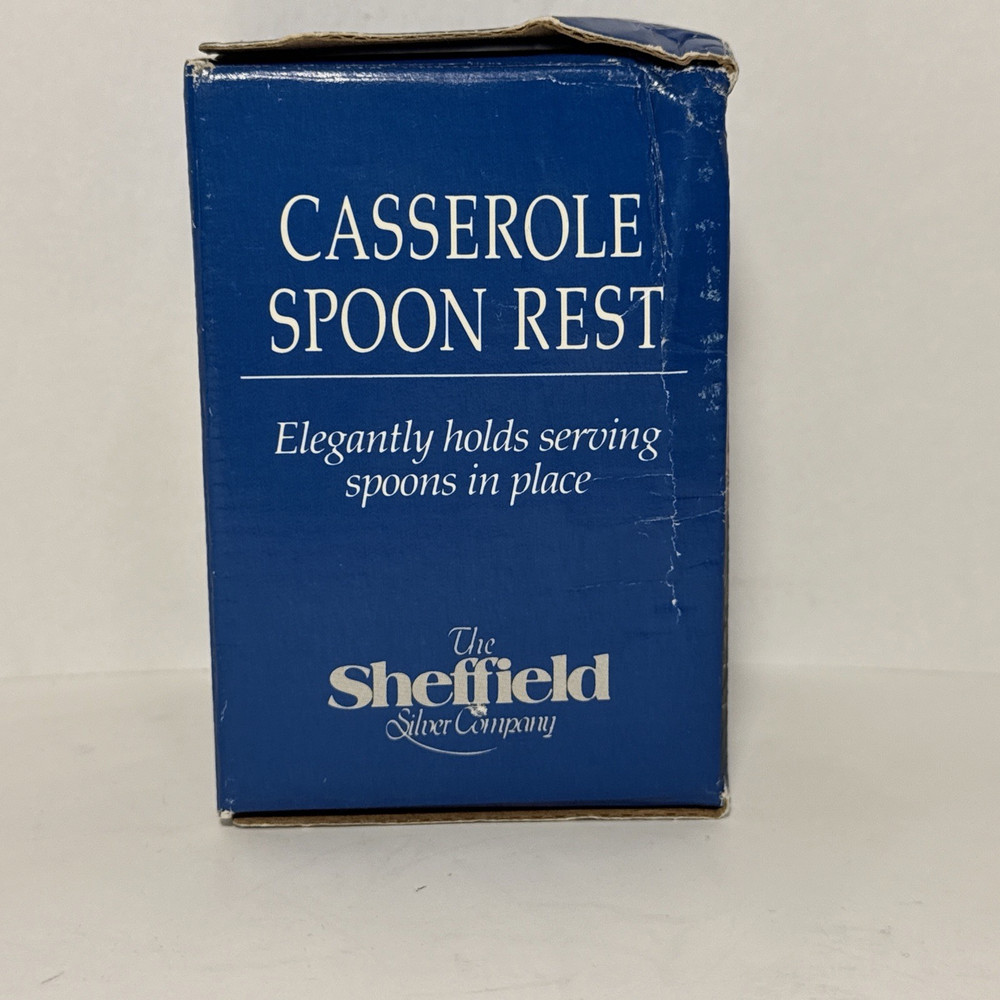 CASSEROLE
SPOON REST
Elegantly holds serving
spoons in place
The
Sheffield
Silver Company